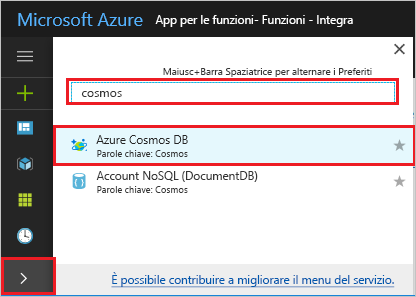 Microsoft Azure App per le funzioni- Funzioni - Integra
Maiusc+Barra Spaziatrice per alternare i Preferiti
cosmos
Azure Cosmos DB
Parole chiave: Cosmos
Account NoSQL (DocumentDB)
Parole chiave: Cosmos
È possibile contribuire a migliorare il menu del servizio.